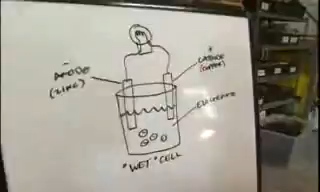 ANODE
(ZINC)
CATHODE
(COPPER)
ELECTROLYTE
"WET" CELL